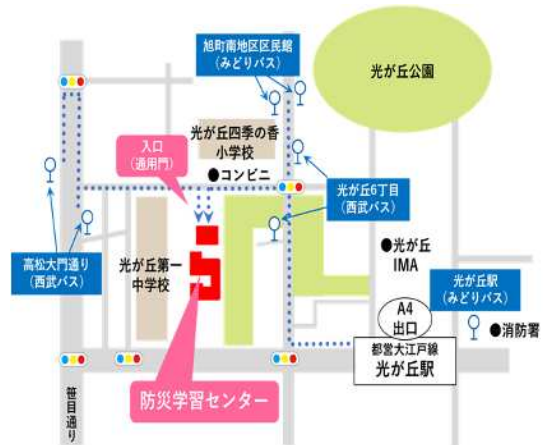 旭町南地区区民館
(みどりバス)
光が丘公園
入口
(通用門)
光が丘四季の香
小学校
●コンビニ
光が丘6丁目
(西武バス)
高松大門通り
(西武バス)
光が丘第一
中学校
●光が丘
IMA
光が丘駅
(みどりバス)
A4
出口
●消防署
都営大江戸線
光が丘駅
防災学習センター
笹目通り